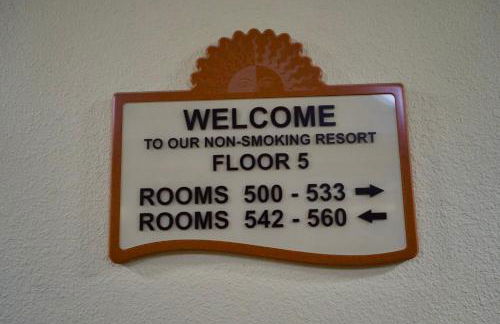 WELCOME
TO OUR NON-SMOKING RESORT
FLOOR 5
ROOMS 500 - 533 →
ROOMS 542 - 560 ←